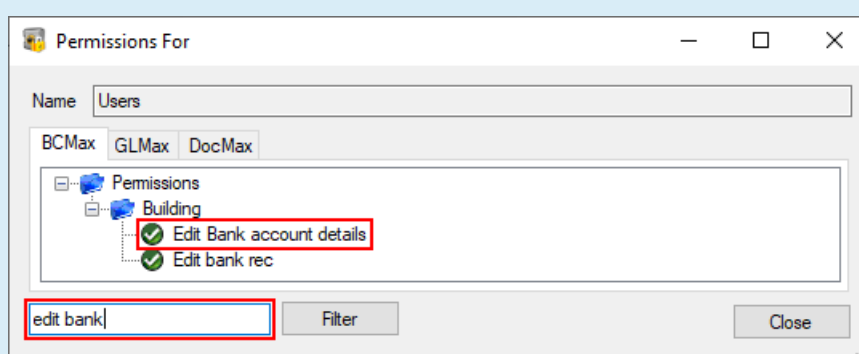 Permissions For
Name Users
BCMax GLMax DocMax
Permissions
Building
Edit Bank account details
Edit bank rec
edit bank Filter Close